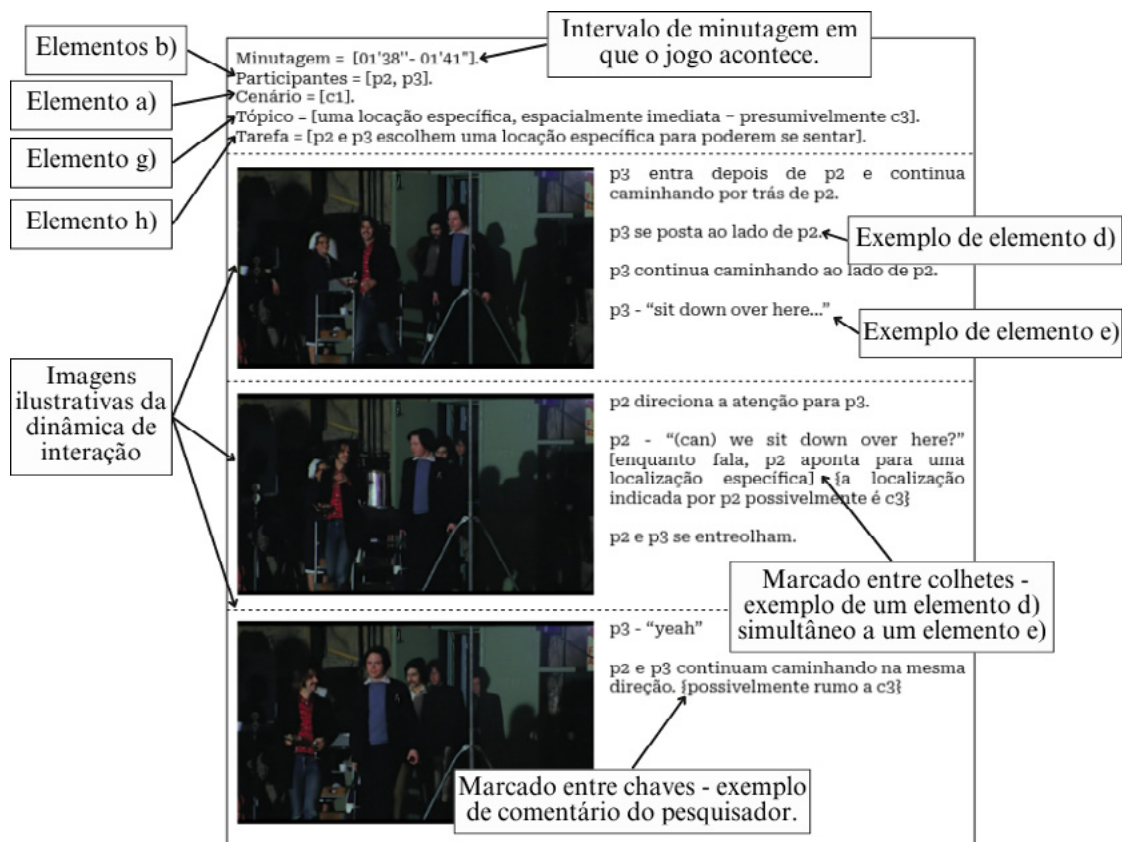 Elementos b)
Intervalo de minutagem em
que o jogo acontece.
Minutagem = [01'38''- 01'41"].
Participantes = [p2, p3].
Elemento a)
Cenário = [c1].
Tópico = [uma locação específica, espacialmente imediata – presumivelmente c3].
Elemento g)
Tarefa = [p2 e p3 escolhem uma locação específica para poderem se sentar].
Elemento h)
p3 entra depois de p2 e continua
caminhando por trás de p2.
p3 se posta ao lado de p2.
Exemplo de elemento d)
p3 continua caminhando ao lado de p2.
p3 - “sit down over here...”
Exemplo de elemento e)
Imagens
ilustrativas da
dinâmica de
interação
p2 direciona a atenção para p3.
p2 - “(can) we sit down over here?”
[enquanto fala, p2 aponta para uma
localização específica] {a localização
indicada por p2 possivelmente é c3}
p2 e p3 se entreolham.
Marcado entre colhetes -
exemplo de um elemento d)
simultâneo a um elemento e)
p3 - “yeah”
p2 e p3 continuam caminhando na mesma
direção. {possivelmente rumo a c3}
Marcado entre chaves - exemplo
de comentário do pesquisador.